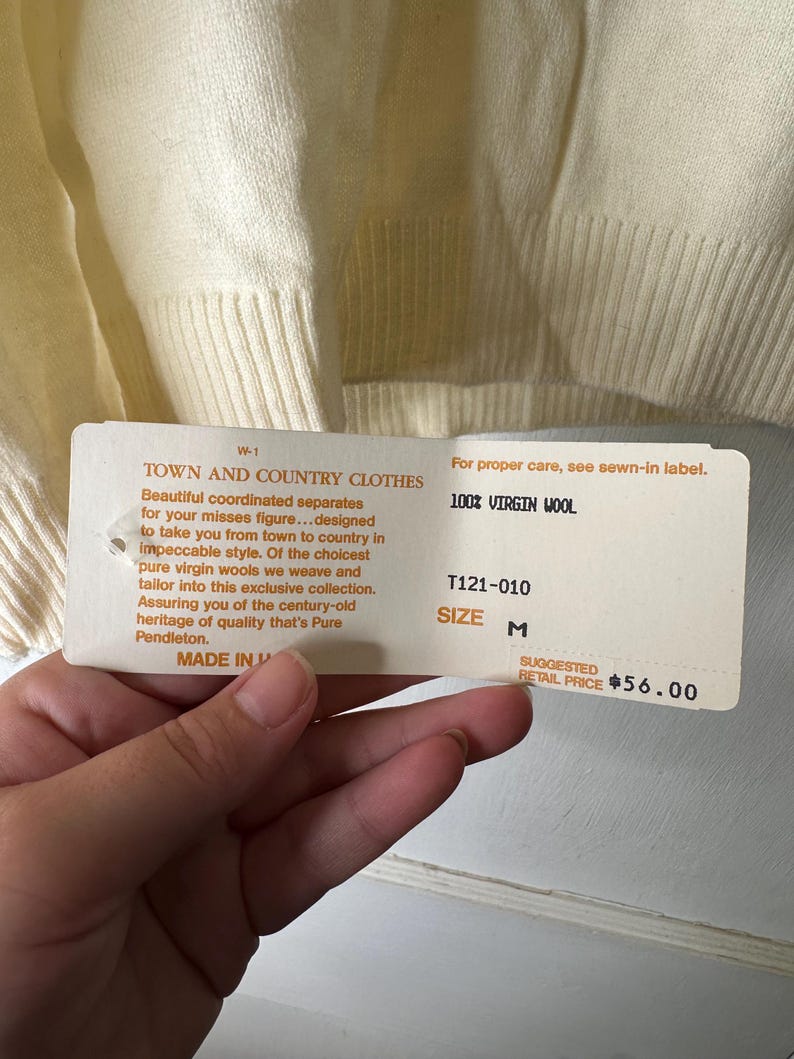 W-1
TOWN AND COUNTRY CLOTHES
Beautiful coordinated separates
for your misses figure...designed
to take you from town to country in
impeccable style. Of the choicest
pure virgin wools we weave and
tailor into this exclusive collection.
Assuring you of the century-old
heritage of quality that's Pure
Pendleton.
MADE IN
For proper care, see sewn-in label.
100% VIRGIN WOOL
T121-010
SIZE M
SUGGESTED
RETAIL PRICE $56.00